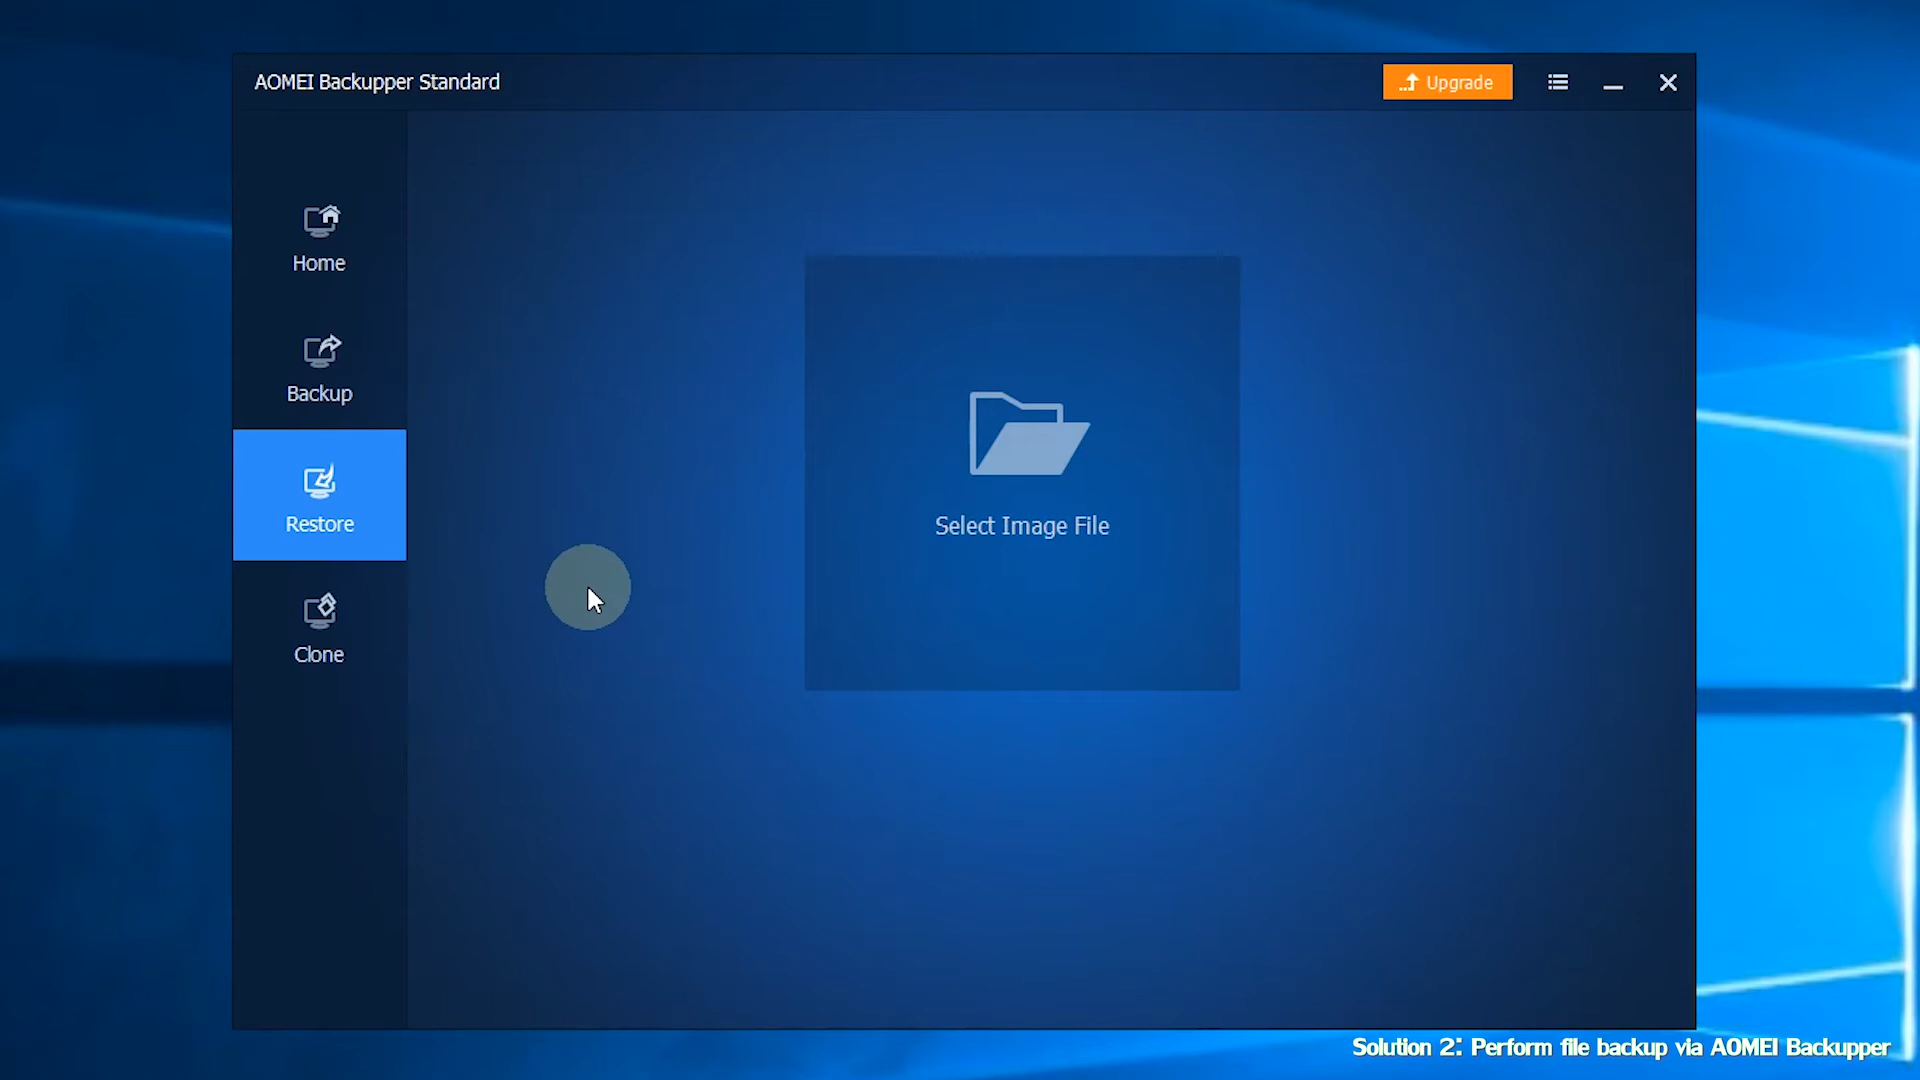 AOMEI Backupper Standard
Upgrade
Home
Backup
Restore
Clone
Select Image File
Solution 2: Perform file backup via AOMEI Backupper